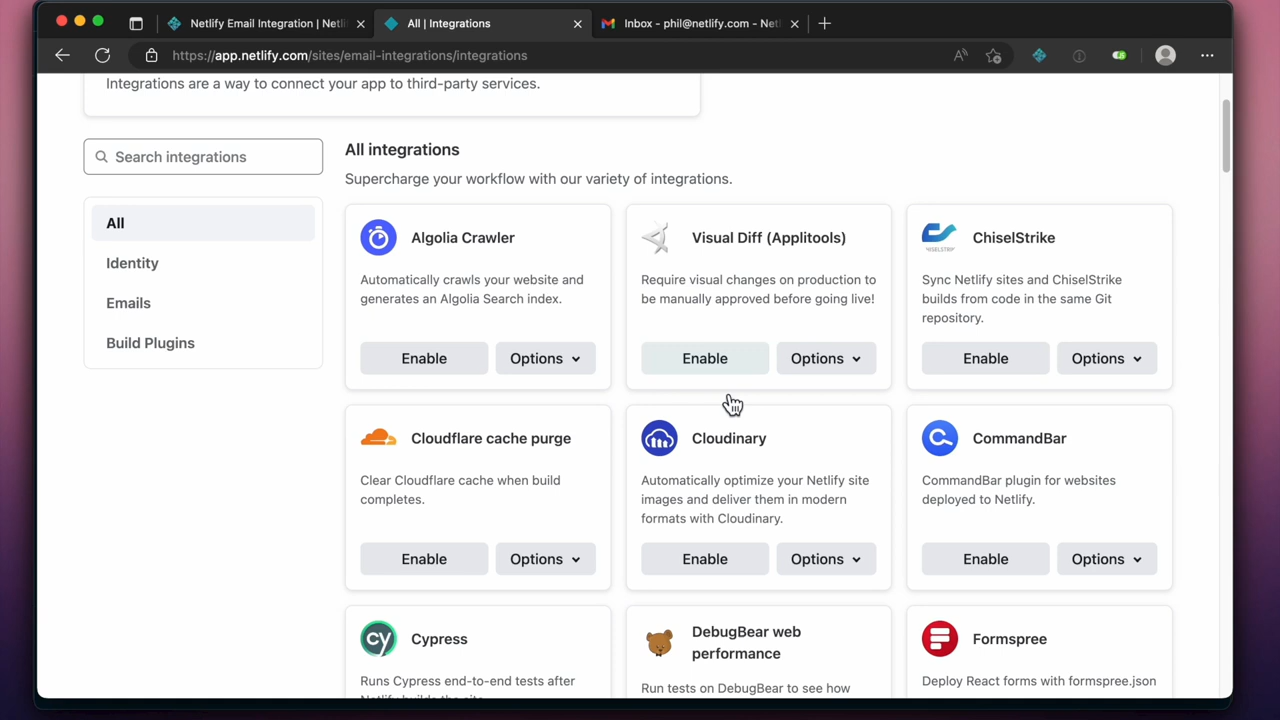 Netlify Email Integration | Netli
All | Integrations
Inbox - phil@netlify.com - Net
https://app.netlify.com/sites/email-integrations/integrations
Integrations are a way to connect your app to third-party services.
Search integrations
All
Identity
Emails
Build Plugins
All integrations
Supercharge your workflow with our variety of integrations.
Algolia Crawler
Automatically crawls your website and
generates an Algolia Search index.
Enable
Options
Visual Diff (Applitools)
Require visual changes on production to
be manually approved before going live!
Enable
Options
CHISELSTRIKE
ChiselStrike
Sync Netlify sites and ChiselStrike
builds from code in the same Git
repository.
Enable
Options
Cloudflare cache purge
Clear Cloudflare cache when build
completes.
Enable
Options
Cloudinary
Automatically optimize your Netlify site
images and deliver them in modern
formats with Cloudinary.
Enable
Options
CommandBar
CommandBar plugin for websites
deployed to Netlify.
Enable
Options
cy
Cypress
Runs Cypress end-to-end tests after
Netlify builds the site
DebugBear web
performance
Run tests on DebugBear to see how
Formspree
Deploy React forms with formspree.json